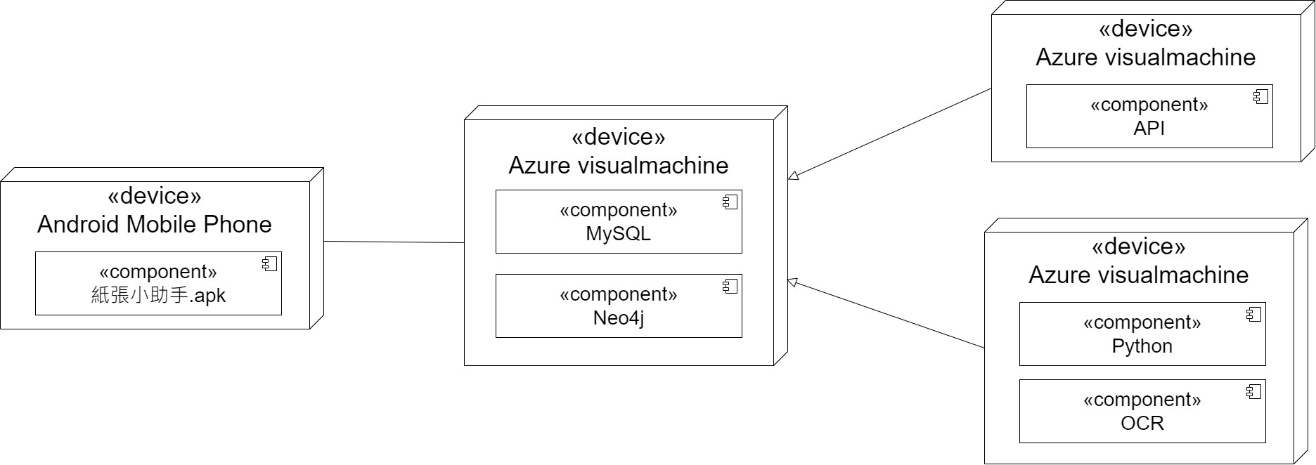 «device»
Android Mobile Phone
«component»
紙張小助手.apk
«device»
Azure visualmachine
«component»
MySQL
«component»
Neo4j
«device»
Azure visualmachine
«component»
API
«device»
Azure visualmachine
«component»
Python
«component»
OCR